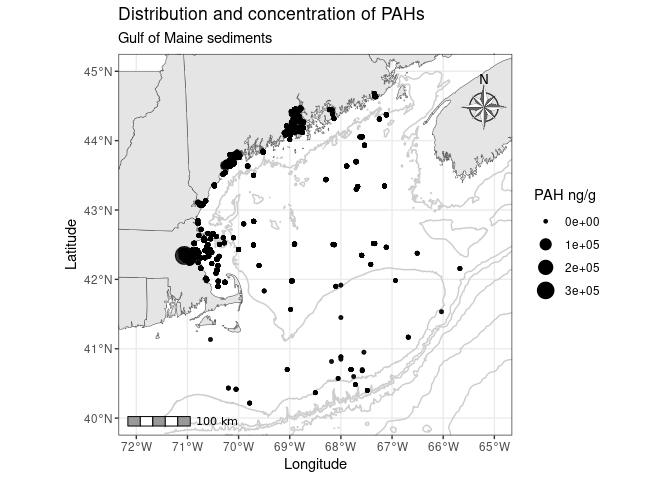 Distribution and concentration of PAHs
Gulf of Maine sediments
45°N
44°N
43°N
42°N
41°N
40°N
Latitude
N
100 km
72°W
71°W
70°W
69°W
68°W
67°W
66°W
65°W
Longitude
PAH ng/g
0e+00
1e+05
2e+05
3e+05